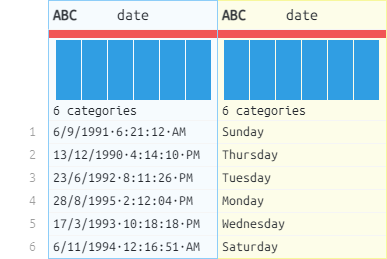 ABC date ABC date
6 categories 6 categories
1 6/9/1991·6:21:12·AM Sunday
2 13/12/1990·4:14:10·PM Thursday
3 23/6/1992·8:11:26·PM Tuesday
4 28/8/1995·2:12:04·PM Monday
5 17/3/1993·10:18:18·PM Wednesday
6 6/11/1994·12:16:51·AM Saturday